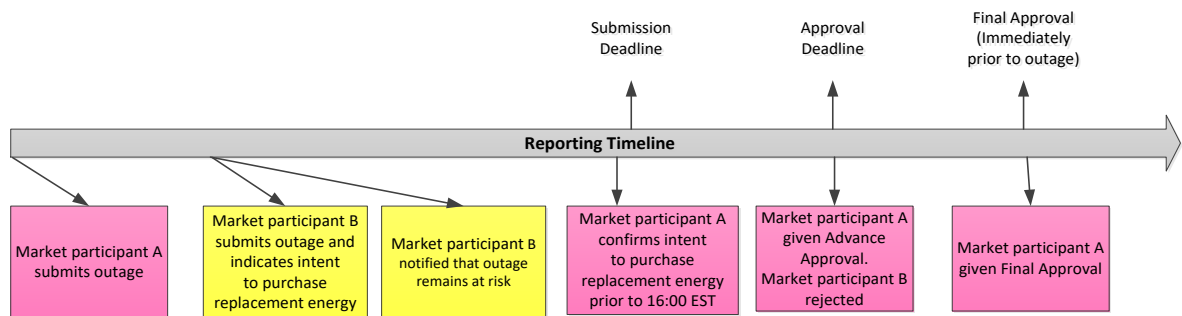 Submission
Deadline
Approval
Deadline
Final Approval
(Immediately
prior to outage)
Reporting Timeline
Market participant A
submits outage
Market participant B
submits outage and
indicates intent
to purchase
replacement energy
Market participant B
notified that outage
remains at risk
Market participant A
confirms intent
to purchase
replacement energy
prior to 16:00 EST
Market participant A
given Advance
Approval.
Market participant B
rejected
Market participant A
given Final Approval